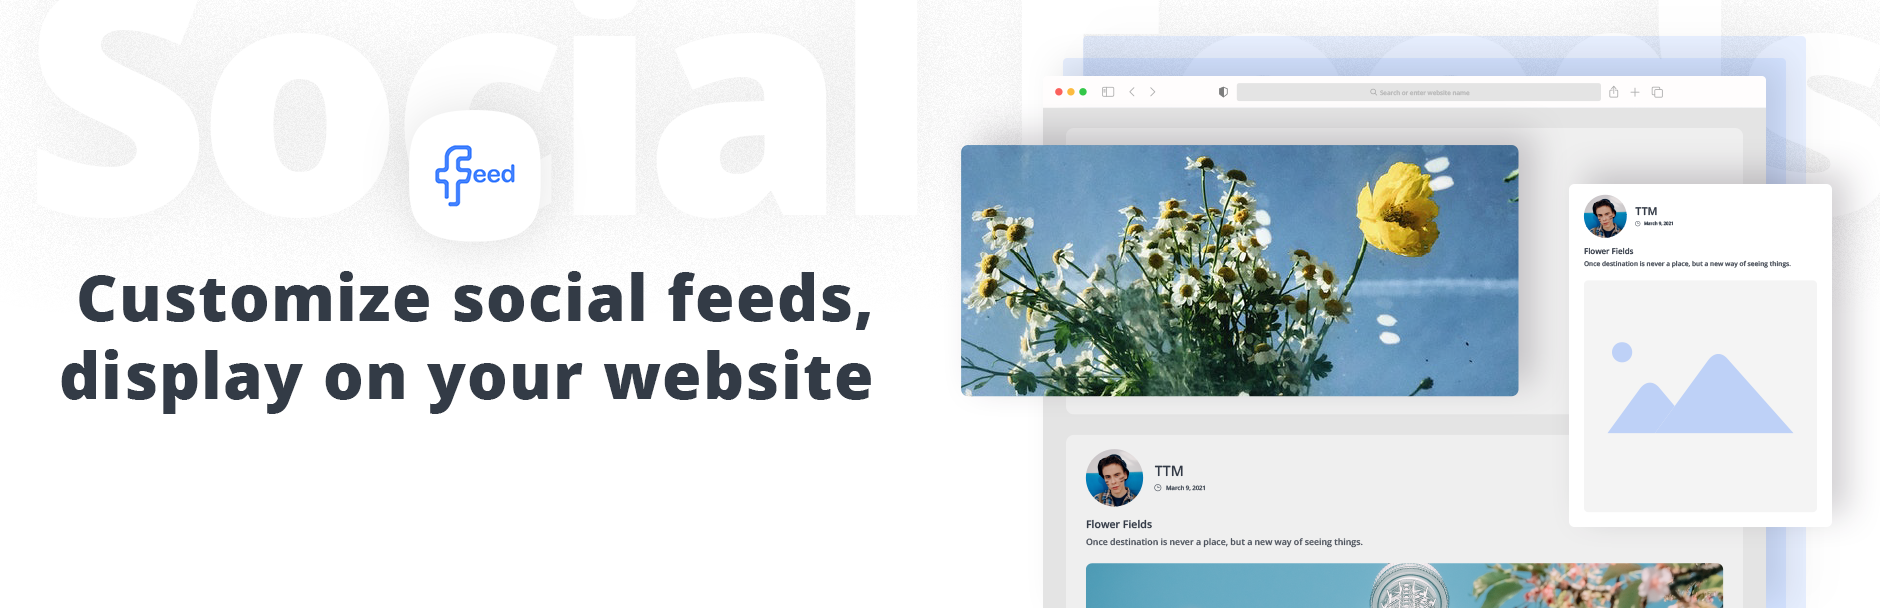 Social Feeds
feed
Customize social feeds,
display on your website
Search or enter website name
TTM
March 9, 2021
Flower Fields
Once destination is never a place, but a new way of seeing things.
TTM
March 9, 2021
Flower Fields
Once destination is never a place, but a new way of seeing things.